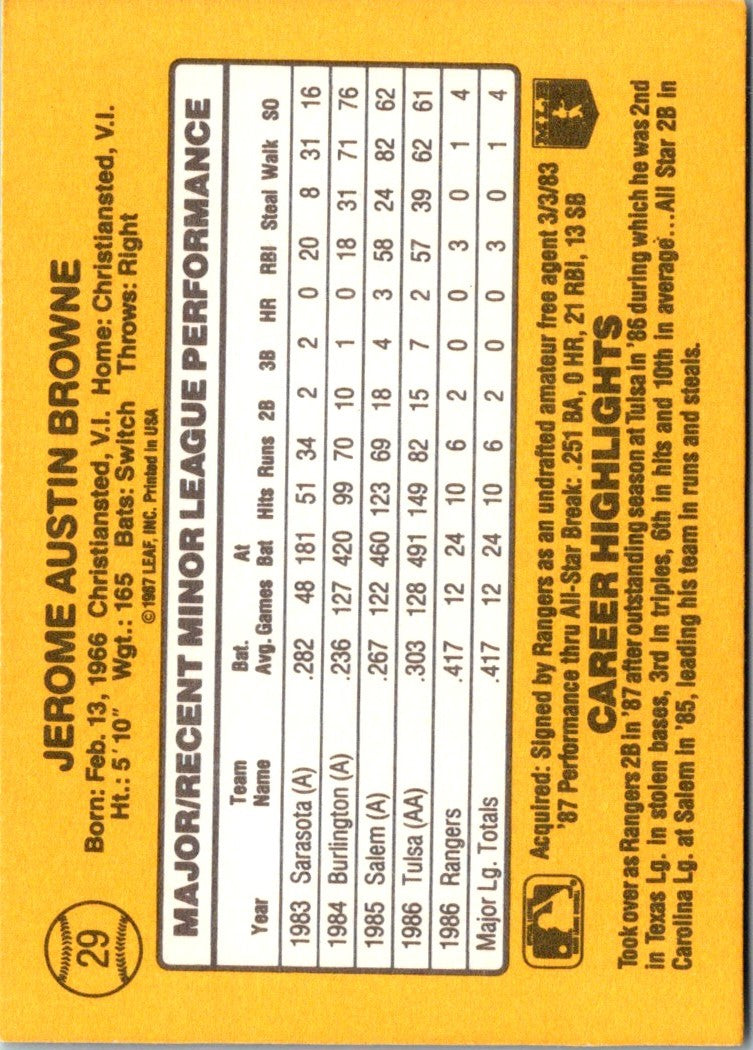 29
JEROME AUSTIN BROWNE
Born: Feb. 13, 1966 Christiansted, V.I. Home: Christiansted, V.I.
Ht.: 5'10" Wgt.: 165 Bats: Switch Throws: Right
©1987 LEAF, INC. Printed in USA
MAJOR/RECENT MINOR LEAGUE PERFORMANCE
Team Bat. At
Year Name Avg. Games Bat Hits Runs 2B 3B HR RBI Steal Walk SO
1983 Sarasota (A) .282 48 181 51 34 2 2 0 20 8 31 16
1984 Burlington (A) .236 127 420 99 70 10 1 0 18 31 71 76
1985 Salem (A) .267 122 460 123 69 18 4 3 58 24 82 62
1986 Tulsa (AA) .303 128 491 149 82 15 7 2 57 39 62 61
1986 Rangers .417 12 24 10 6 2 0 0 3 0 1 4
Major Lg. Totals .417 12 24 10 6 2 0 0 3 0 1 4
Acquired: Signed by Rangers as an undrafted amateur free agent 3/3/83
'87 Performance thru All-Star Break: .251 BA, 0 HR, 21 RBI, 13 SB
MLB
CAREER HIGHLIGHTS
Took over as Rangers 2B in '87 after outstanding season at Tulsa in '86 during which he was 2nd
in Texas Lg. in stolen bases, 3rd in triples, 6th in hits and 10th in average...All Star 2B in
Carolina Lg. at Salem in '85, leading his team in runs and steals.